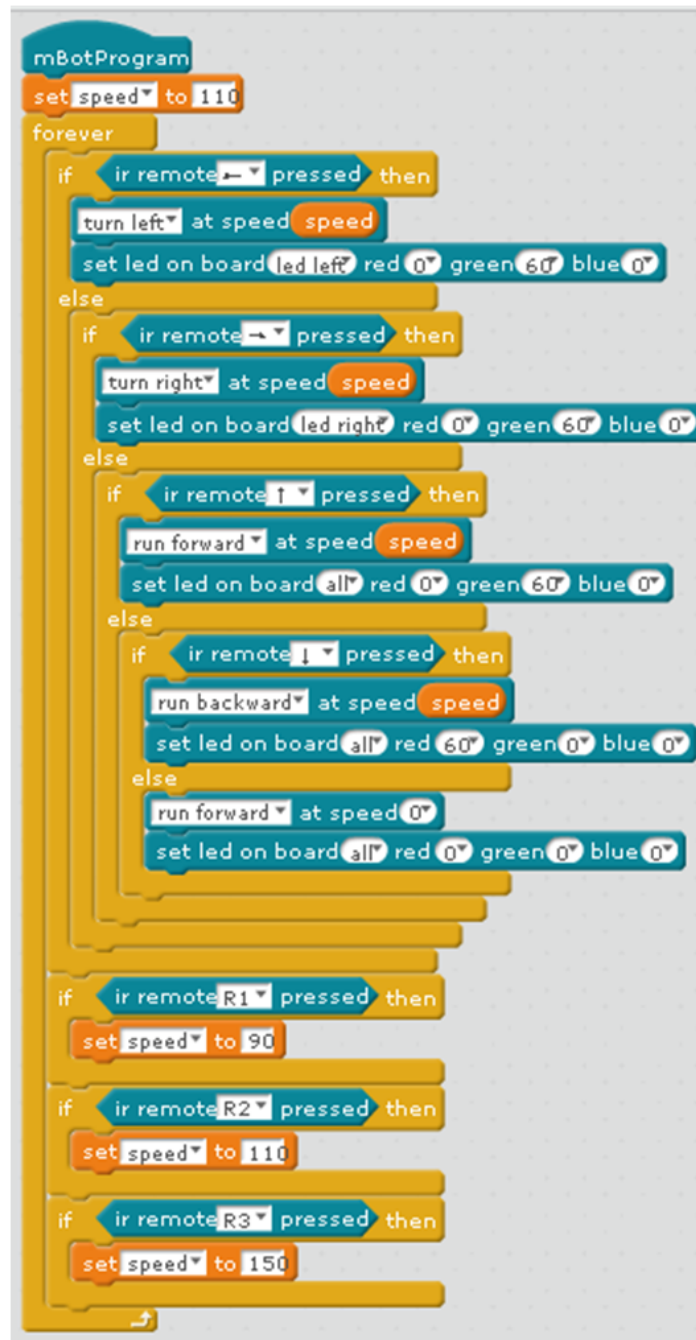 mBotProgram
set speed to 110
forever
if ir remote ← pressed then
turn left at speed speed
set led on board led left red 0 green 60 blue 0
else
if ir remote → pressed then
turn right at speed speed
set led on board led right red 0 green 60 blue 0
else
if ir remote ↑ pressed then
run forward at speed speed
set led on board all red 0 green 60 blue 0
else
if ir remote ↓ pressed then
run backward at speed speed
set led on board all red 60 green 0 blue 0
else
run forward at speed 0
set led on board all red 0 green 0 blue 0
if ir remote R1 pressed then
set speed to 90
if ir remote R2 pressed then
set speed to 110
if ir remote R3 pressed then
set speed to 150